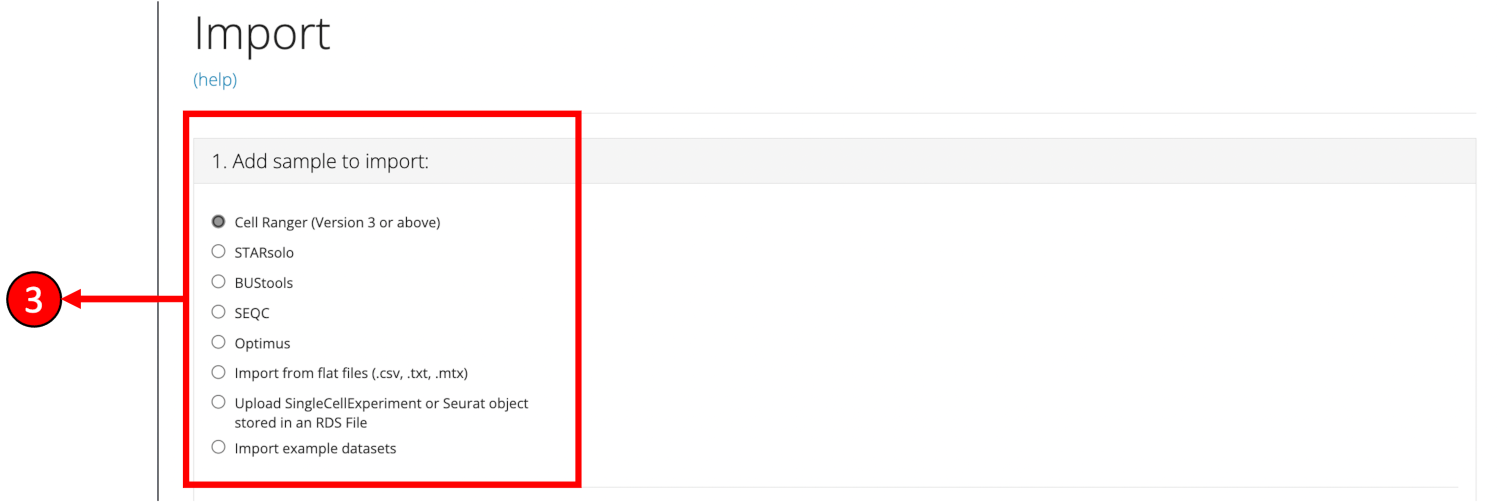 Import
(help)
1. Add sample to import:
Cell Ranger (Version 3 or above)
STARsolo
BUStools
3
SEQC
Optimus
Import from flat files (.csv, .txt, .mtx)
Upload SingleCellExperiment or Seurat object
stored in an RDS File
Import example datasets